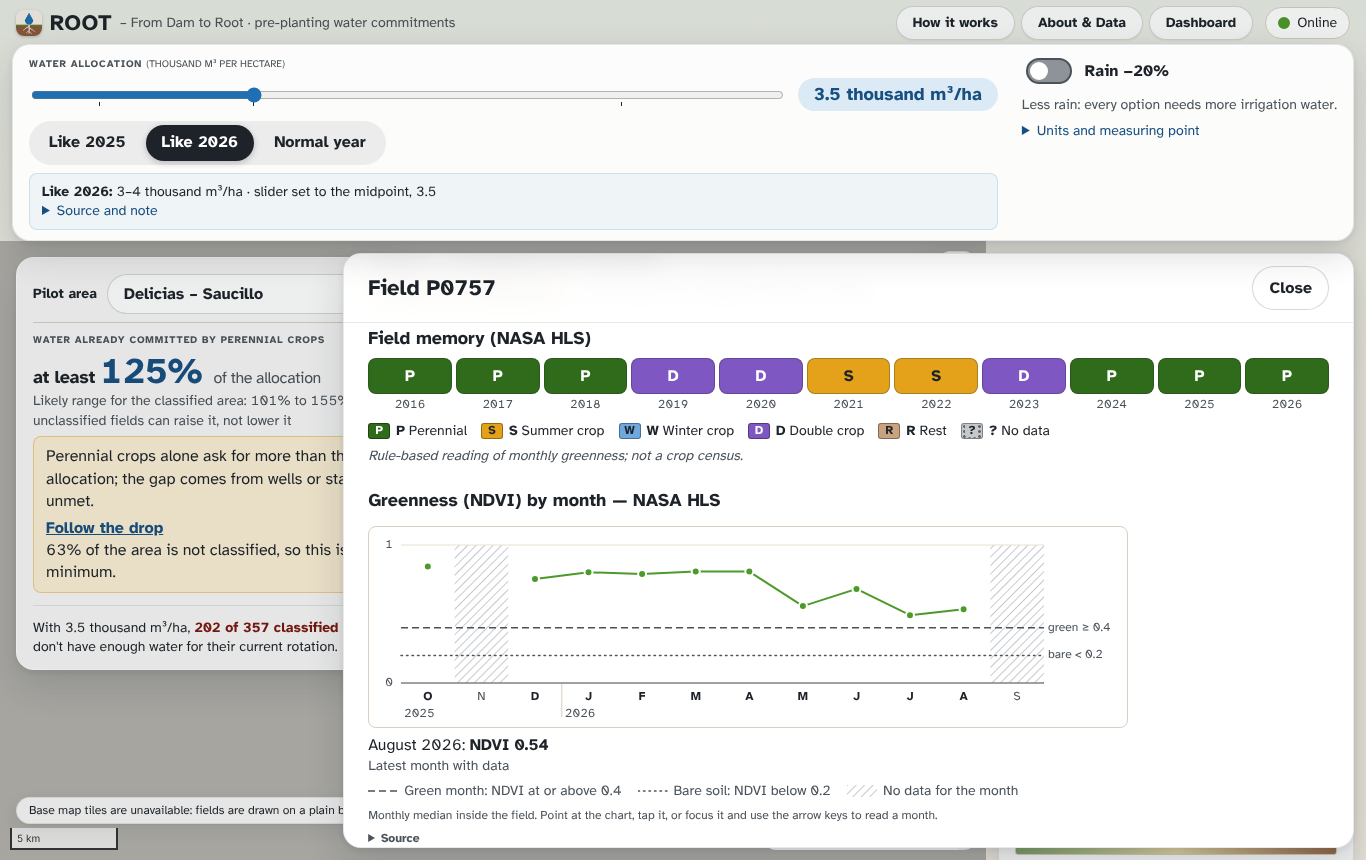 ROOT – From Dam to Root · pre-planting water commitments
How it works
About & Data
Dashboard
Online
WATER ALLOCATION (THOUSAND M³ PER HECTARE)
3.5 thousand m³/ha
Like 2025
Like 2026
Normal year
Like 2026: 3–4 thousand m³/ha · slider set to the midpoint, 3.5
Source and note
Rain −20%
Less rain: every option needs more irrigation water.
Units and measuring point
Pilot area
Delicias – Saucillo
WATER ALREADY COMMITTED BY PERENNIAL CROPS
at least 125% of the allocation
Likely range for the classified area: 101% to 155%
unclassified fields can raise it, not lower it
Perennial crops alone ask for more than
allocation; the gap comes from wells or
unmet.
Follow the drop
63% of the area is not classified, so this is
minimum.
With 3.5 thousand m³/ha, 202 of 357 classified
don't have enough water for their current rotation.
Base map tiles are unavailable: fields are drawn on a plain
5 km
Field P0757
Close
Field memory (NASA HLS)
P P P D D S S D P P P
2016 2017 2018 2019 2020 2021 2022 2023 2024 2025 2026
P P Perennial S S Summer crop W W Winter crop D D Double crop R R Rest ? ? No data
Rule-based reading of monthly greenness; not a crop census.
Greenness (NDVI) by month — NASA HLS
1
green ≥ 0.4
bare < 0.2
0
O N D J F M A M J J A S
2025 2026
August 2026: NDVI 0.54
Latest month with data
Green month: NDVI at or above 0.4
Bare soil: NDVI below 0.2
No data for the month
Monthly median inside the field. Point at the chart, tap it, or focus it and use the arrow keys to read a month.
Source